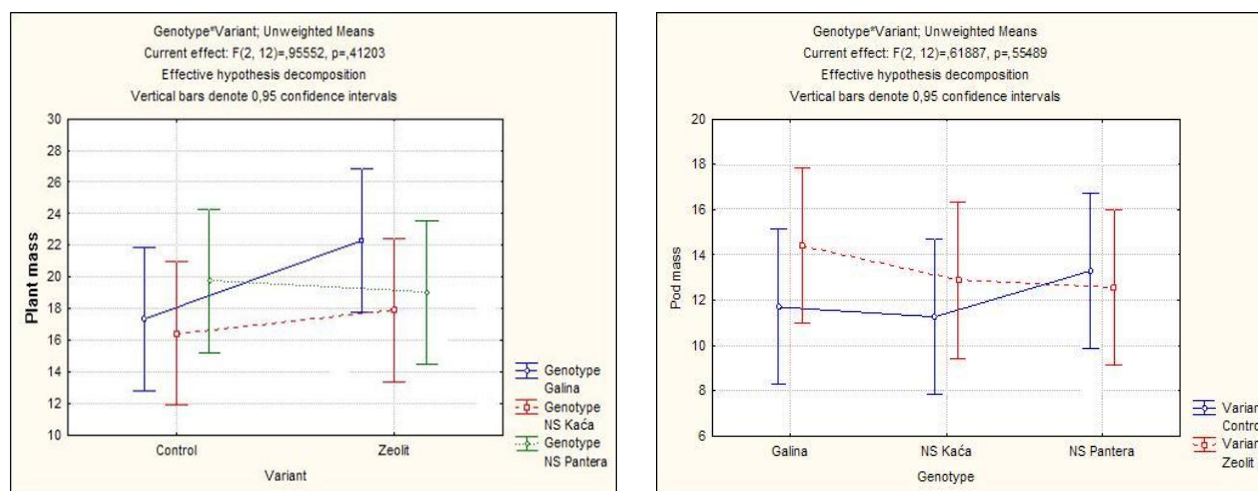 Genotype*Variant; Unweighted Means
Current effect: F(2, 12)=,95552, p=,41203
Effective hypothesis decomposition
Vertical bars denote 0,95 confidence intervals
30
28
26
24
22
20
18
16
14
12
10
Plant mass
Control
Zeolit
Variant
Genotype
Galina
Genotype
NS Kaća
Genotype
NS Pantera
Genotype*Variant; Unweighted Means
Current effect: F(2, 12)=,61887, p=,55489
Effective hypothesis decomposition
Vertical bars denote 0,95 confidence intervals
20
18
16
14
12
10
8
6
Pod mass
Galina
NS Kaća
NS Pantera
Genotype
Varian
Contro
Varian
Zeolit